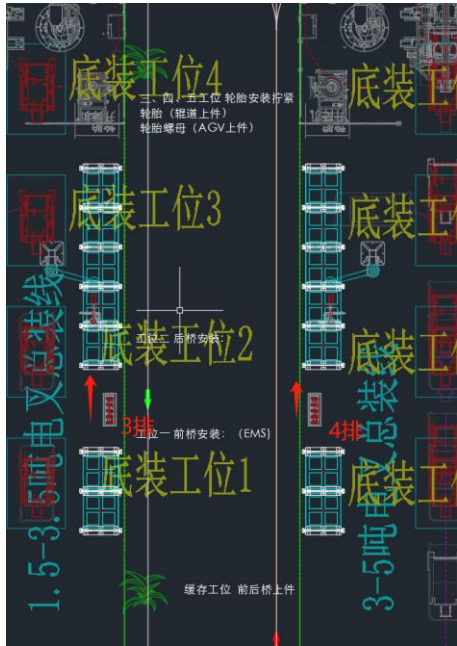 底装工位4
底装工位
三、四、五工位 轮胎安装拧紧
轮胎（辊道上件）
轮胎螺母（AGV上件）
底装工位3
底装工位
工位二 后桥安装：
底装工位2
底装工位
3排
4排
工位一 前桥安装：（EMS）
底装工位1
底装工位
缓存工位 前后桥上件
1.5-3.5吨电叉总装线
3-5吨电叉总装线